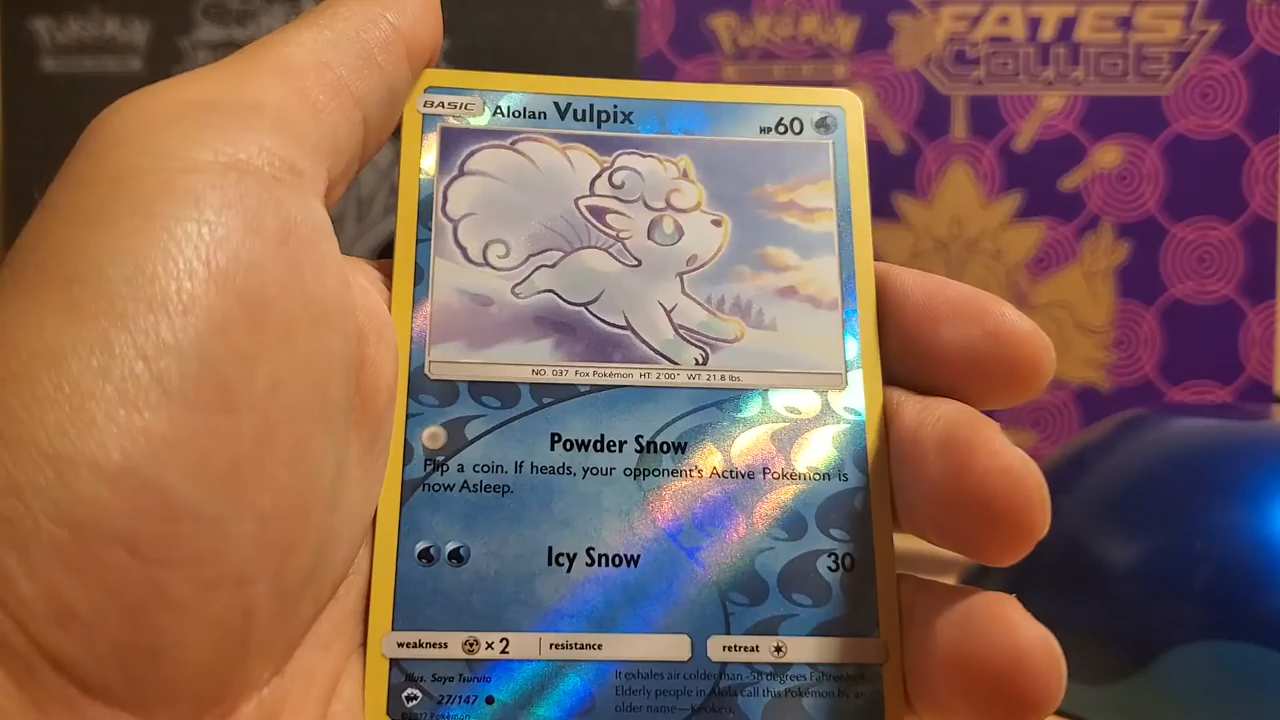 POKÉMON
POKÉMON
FATES
COLLIDE
BASIC
Alolan Vulpix
HP60
NO. 037 Fox Pokémon HT: 2'00" WT: 21.8 lbs.
Powder Snow
Flip a coin. If heads, your opponent's Active Pokémon is
now Asleep.
Icy Snow 30
weakness ×2 resistance retreat
Illus. Saya Tsuruta
27/147
©2017 Pokémon
It exhales air colder than -58 degrees Fahrenheit.
Elderly people in Alola call this Pokémon by an
older name—Keokeo.